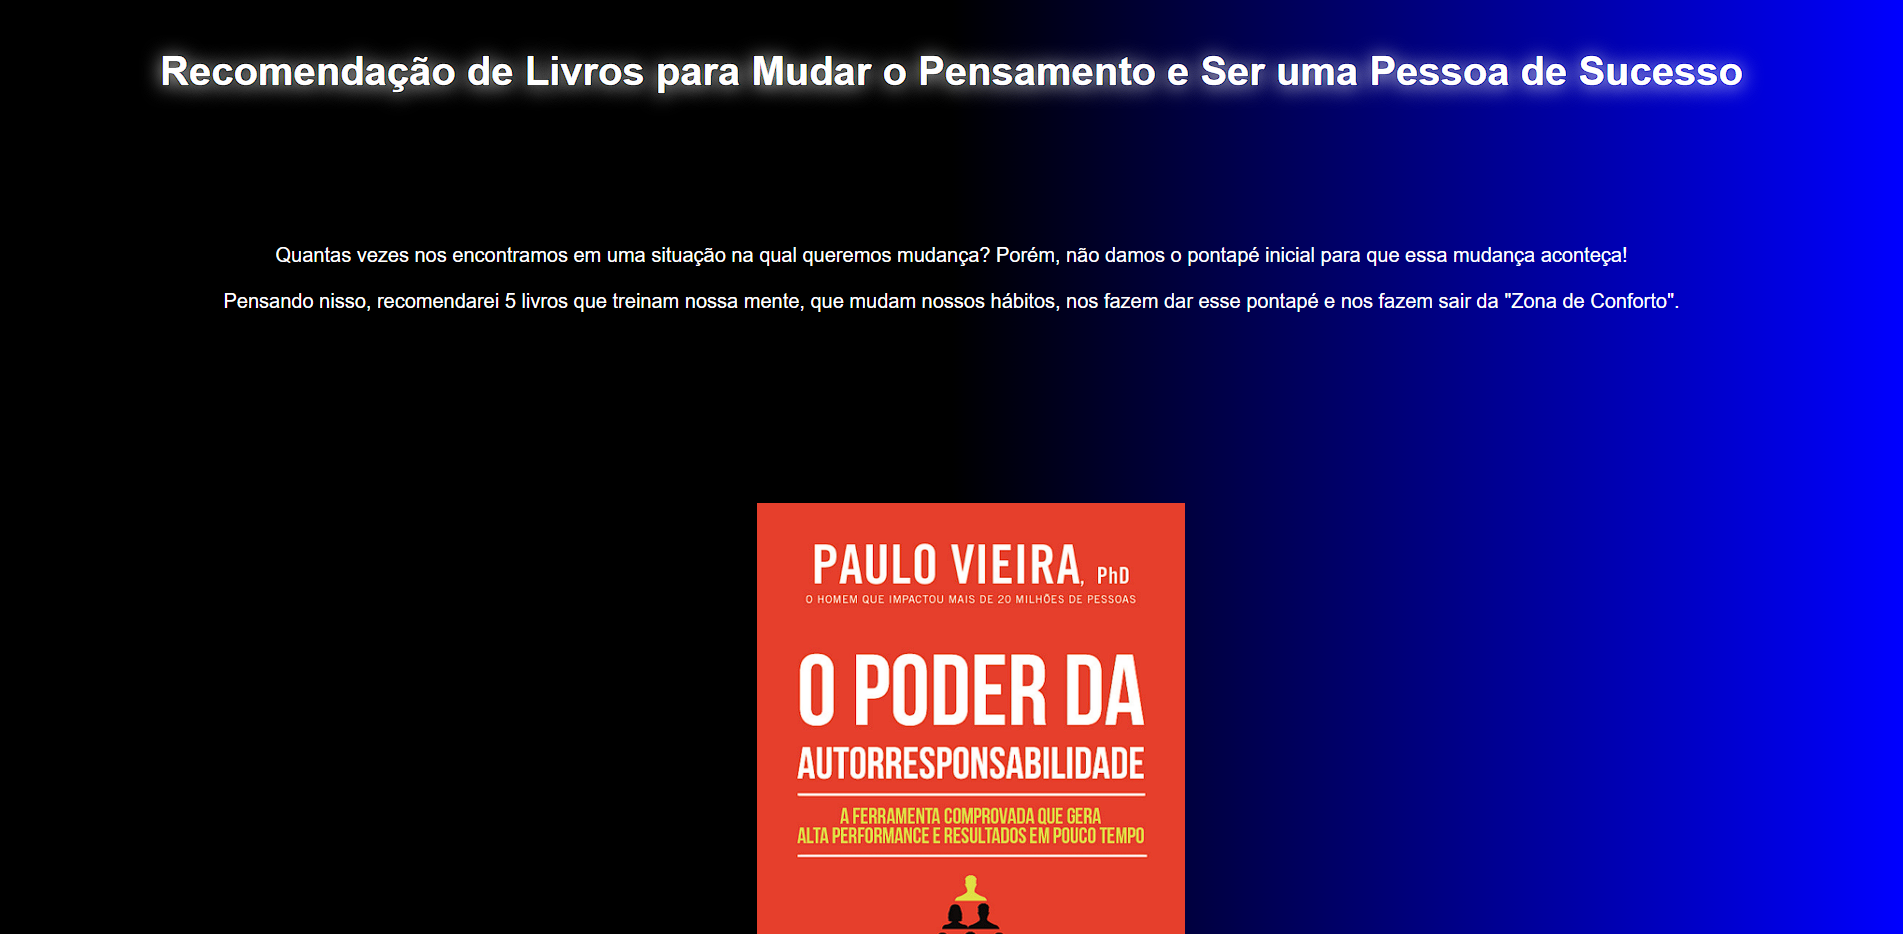 Recomendação de Livros para Mudar o Pensamento e Ser uma Pessoa de Sucesso
Quantas vezes nos encontramos em uma situação na qual queremos mudança? Porém, não damos o pontapé inicial para que essa mudança aconteça!
Pensando nisso, recomendarei 5 livros que treinam nossa mente, que mudam nossos hábitos, nos fazem dar esse pontapé e nos fazem sair da "Zona de Conforto".
PAULO VIEIRA, PhD
O HOMEM QUE IMPACTOU MAIS DE 20 MILHÕES DE PESSOAS
O PODER DA
AUTORRESPONSABILIDADE
A FERRAMENTA COMPROVADA QUE GERA
ALTA PERFORMANCE E RESULTADOS EM POUCO TEMPO